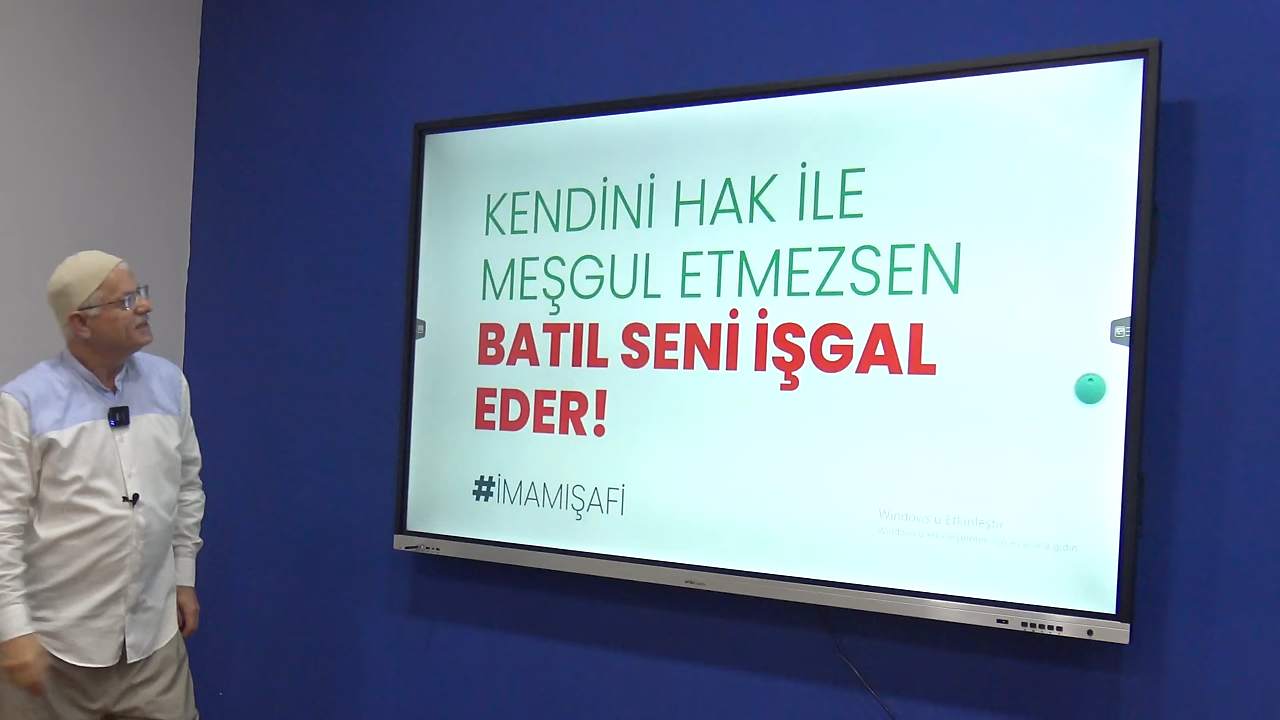 KENDİNİ HAK İLE
MEŞGUL ETMEZSEN
BATIL SENİ İŞGAL
EDER!
#İMAMIŞAFİ
Windows'u Etkinleştir